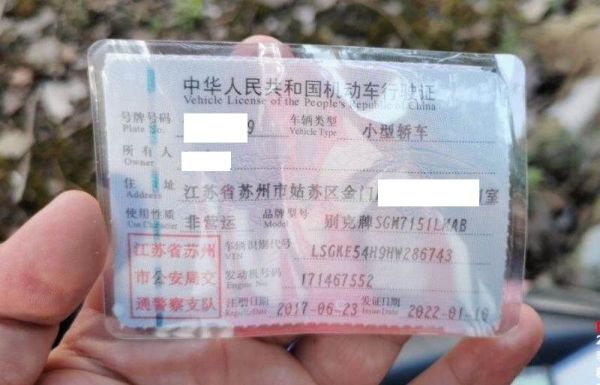 中华人民共和国机动车行驶证
Vehicle License of the People's Republic of China
号牌号码 9 车辆类型 小型轿车
Plate No. Vehicle Type
所有人
Owner
住址 江苏省苏州市姑苏区金门 室
Address
使用性质 非营运 品牌型号 别克牌SGM7151LMAB
Use Character Model
江苏省苏州
市公安局交
通警察支队
车辆识别代号 LSGKE54H9HW286743
VIN
发动机号码 171467552
Engine No.
注册日期 2017-06-23 发证日期 2022-01-10
Register Date Issue Date